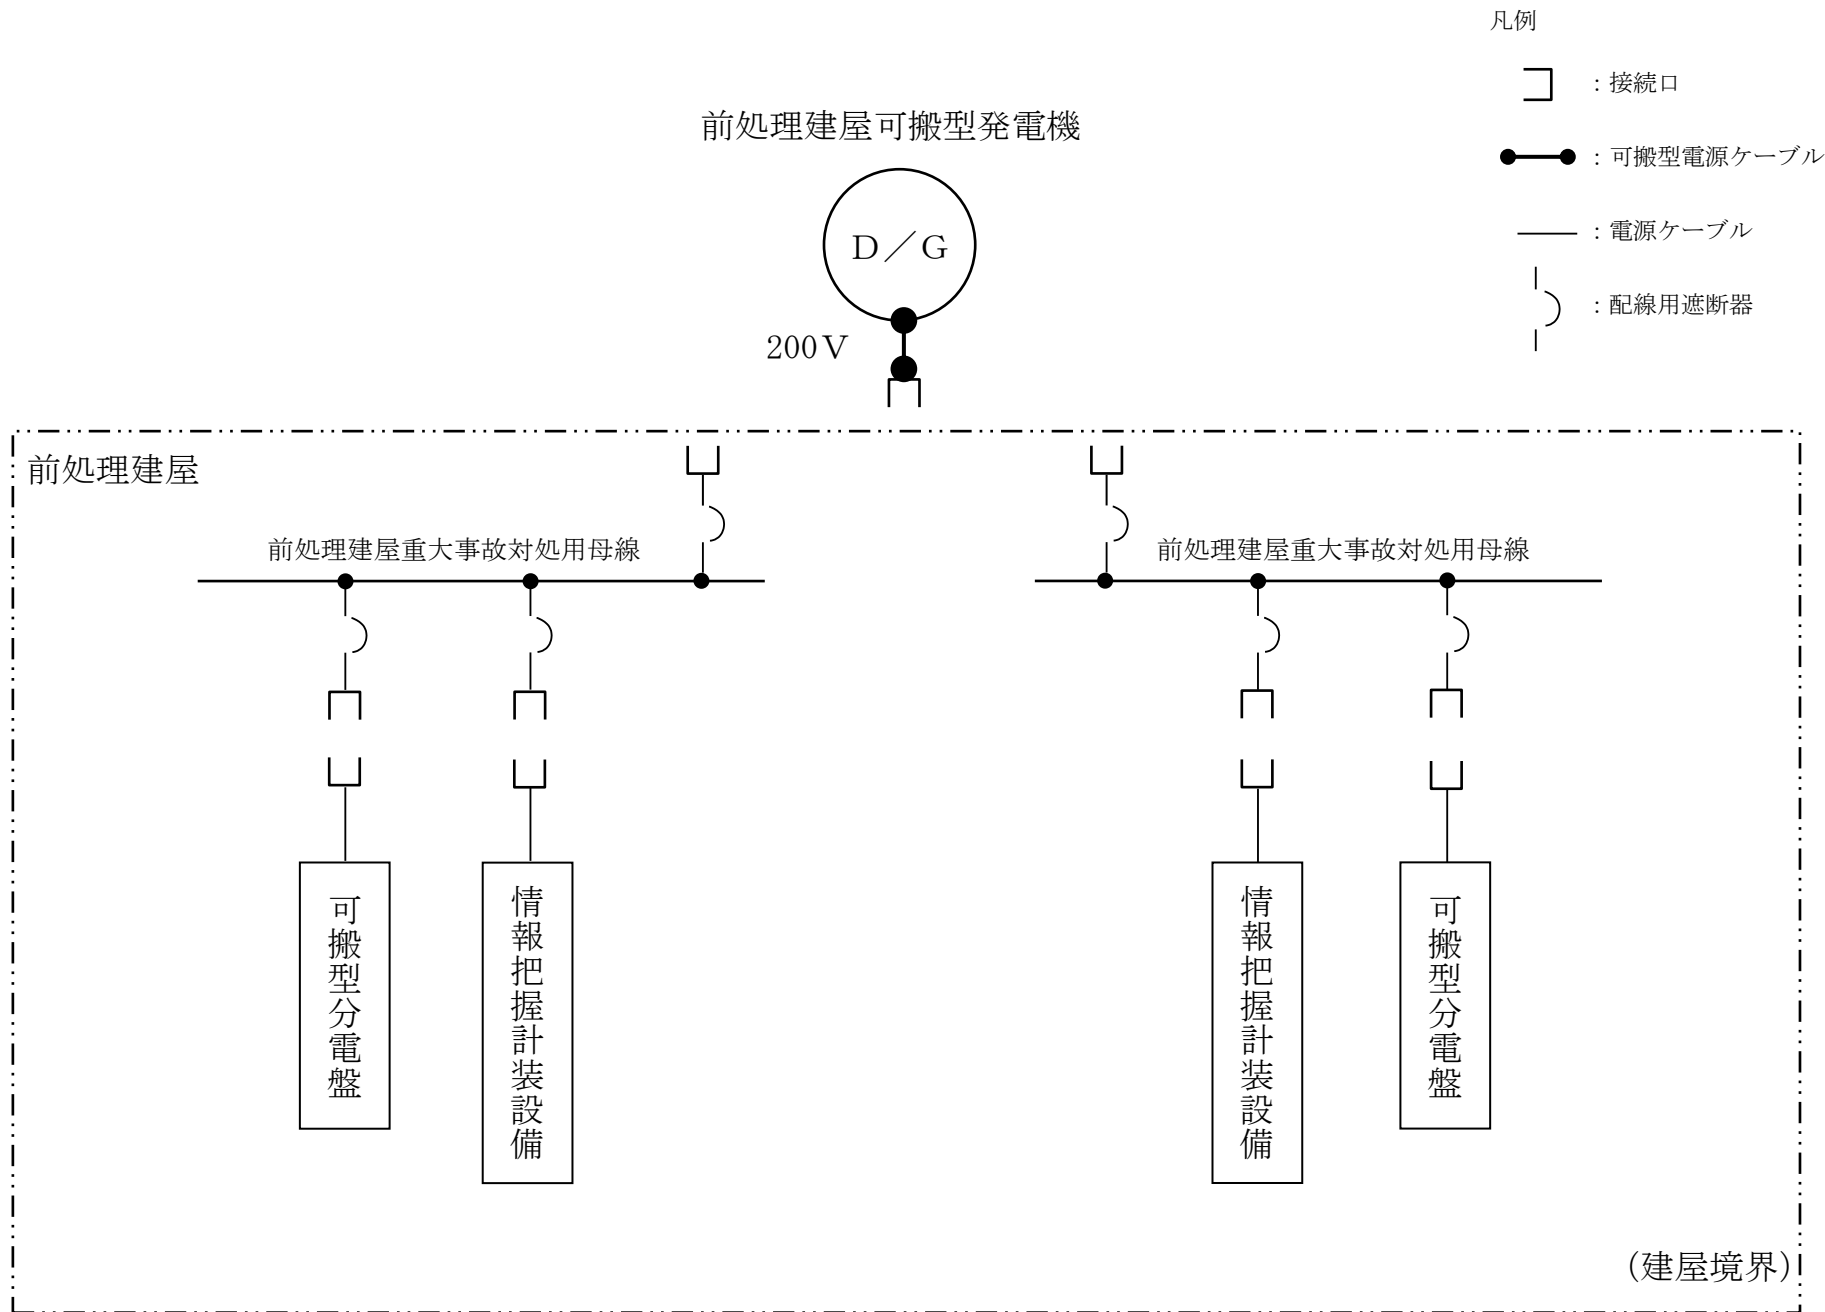 凡例
：接続口
：可搬型電源ケーブル
：電源ケーブル
：配線用遮断器
前処理建屋可搬型発電機
D／G
200V
前処理建屋
前処理建屋重大事故対処用母線
前処理建屋重大事故対処用母線
可搬型分電盤
情報把握計装設備
情報把握計装設備
可搬型分電盤
（建屋境界）